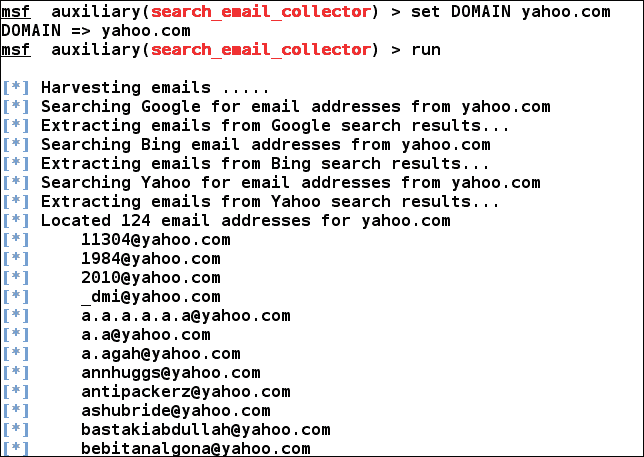 msf  auxiliary(search_email_collector) > set DOMAIN yahoo.com
DOMAIN => yahoo.com
msf  auxiliary(search_email_collector) > run

[*] Harvesting emails .....
[*] Searching Google for email addresses from yahoo.com
[*] Extracting emails from Google search results...
[*] Searching Bing email addresses from yahoo.com
[*] Extracting emails from Bing search results...
[*] Searching Yahoo for email addresses from yahoo.com
[*] Extracting emails from Yahoo search results...
[*] Located 124 email addresses for yahoo.com
[*]     11304@yahoo.com
[*]     1984@yahoo.com
[*]     2010@yahoo.com
[*]     _dmi@yahoo.com
[*]     a.a.a.a.a.a@yahoo.com
[*]     a.a@yahoo.com
[*]     a.agah@yahoo.com
[*]     annhuggs@yahoo.com
[*]     antipackerz@yahoo.com
[*]     ashubride@yahoo.com
[*]     bastakiabdullah@yahoo.com
[*]     bebitanalgona@yahoo.com